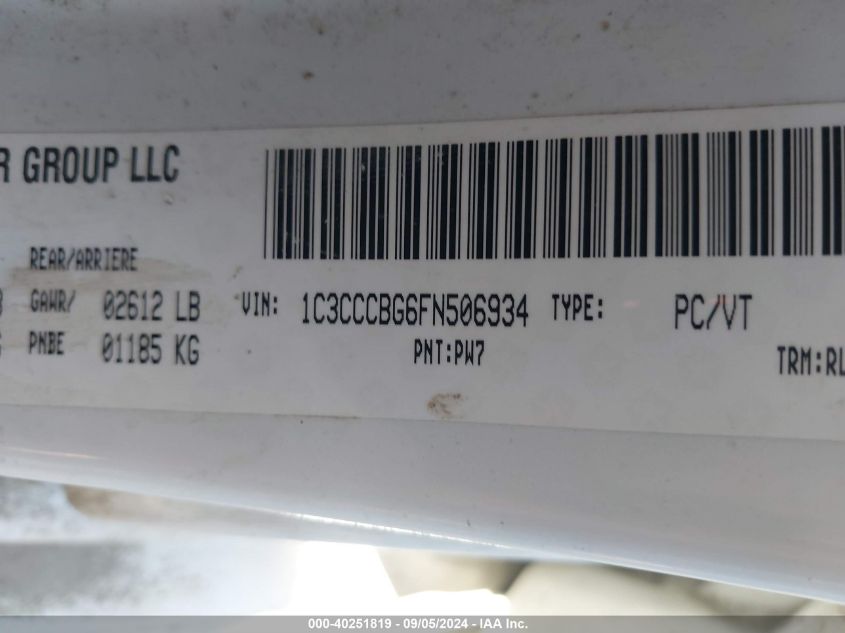 R GROUP LLC
REAR/ARRIERE
GAWR/ 02612 LB VIN: 1C3CCCBG6FN506934 TYPE: PC/VT
PNBE 01185 KG PNT:PW7 TRM:RL
000-40251819 - 09/05/2024 - IAA Inc.